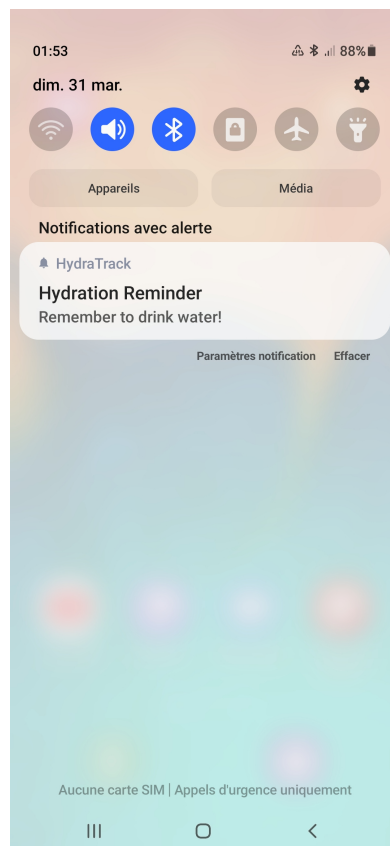 01:53 88%
dim. 31 mar.
Appareils Média
Notifications avec alerte
HydraTrack
Hydration Reminder
Remember to drink water!
Paramètres notification Effacer
Aucune carte SIM | Appels d'urgence uniquement